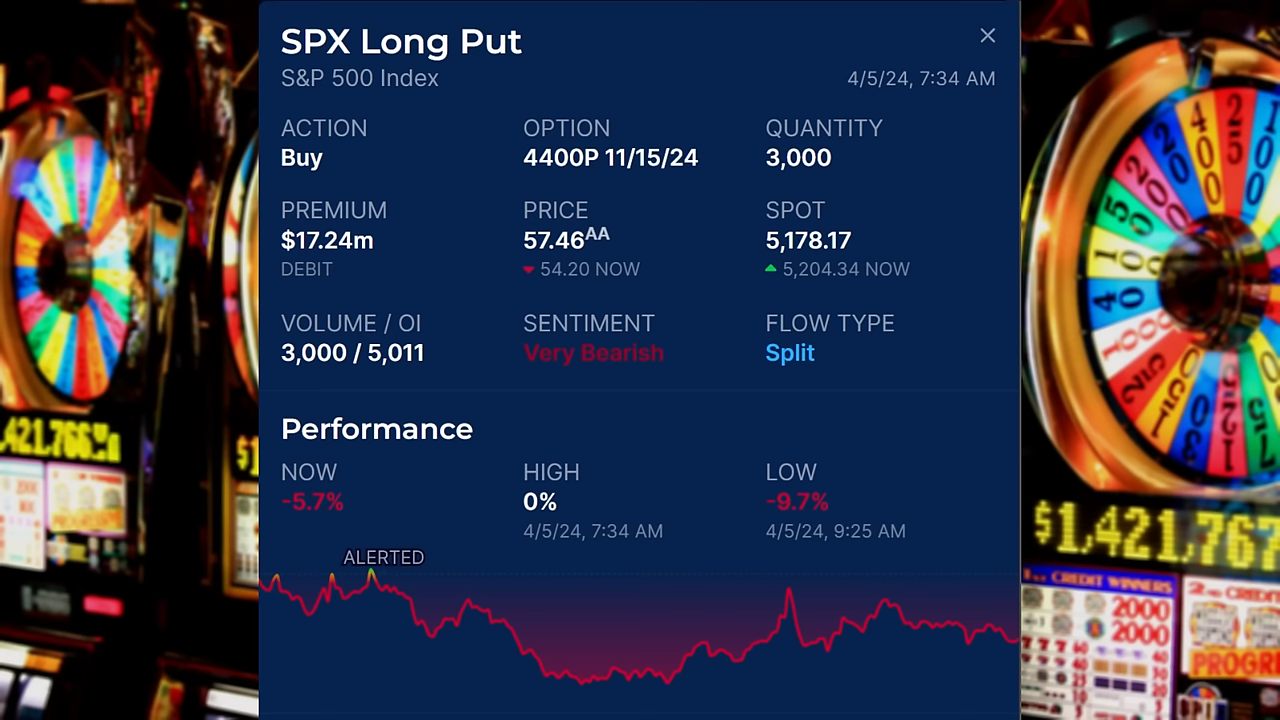 SPX Long Put
S&P 500 Index
4/5/24, 7:34 AM
ACTION OPTION QUANTITY
Buy 4400P 11/15/24 3,000
PREMIUM PRICE SPOT
$17.24m 57.46AA 5,178.17
DEBIT 54.20 NOW 5,204.34 NOW
VOLUME / OI SENTIMENT FLOW TYPE
3,000 / 5,011 Very Bearish Split
Performance
NOW HIGH LOW
-5.7% 0% -9.7%
4/5/24, 7:34 AM 4/5/24, 9:25 AM
ALERTED
$1,421,767
CREDIT WINNERS
2000
2000
PROGR